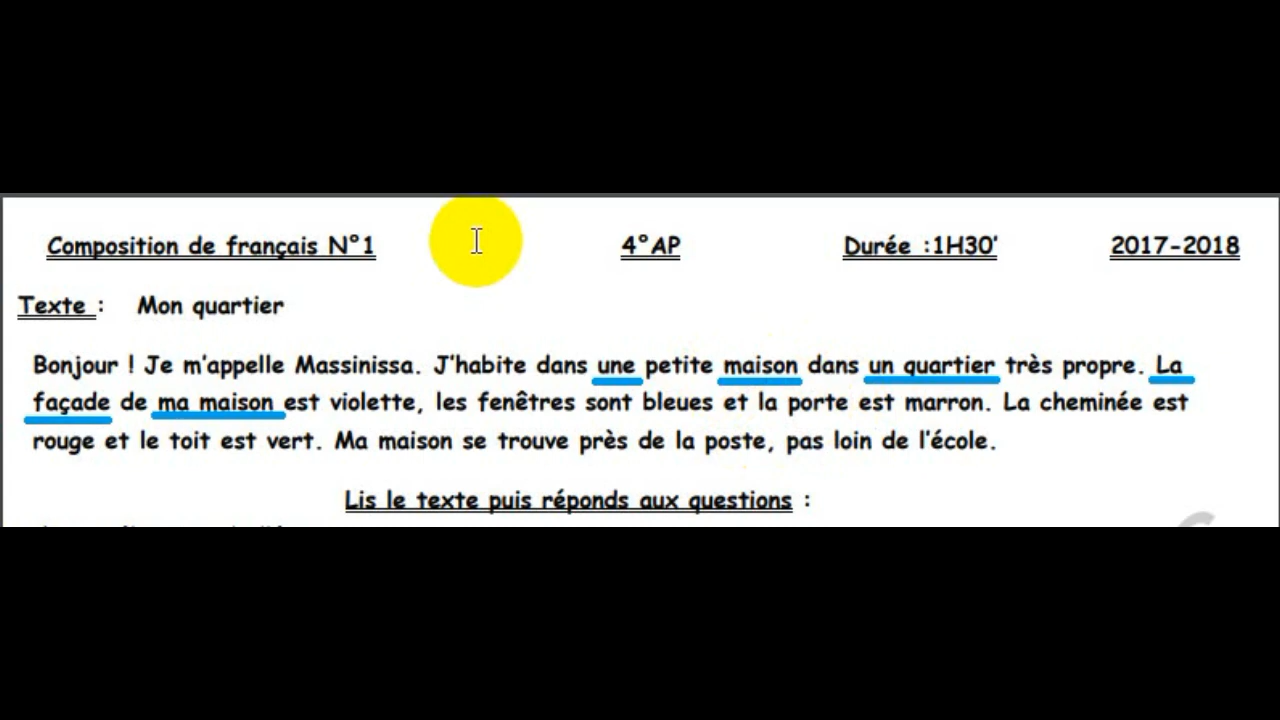 Composition de français N°1 4°AP Durée :1H30' 2017-2018
Texte : Mon quartier
Bonjour ! Je m'appelle Massinissa. J'habite dans une petite maison dans un quartier très propre. La
façade de ma maison est violette, les fenêtres sont bleues et la porte est marron. La cheminée est
rouge et le toit est vert. Ma maison se trouve près de la poste, pas loin de l'école.
Lis le texte puis réponds aux questions :